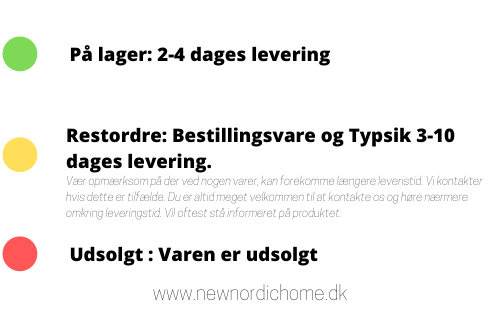 På lager: 2-4 dages levering
Restordre: Bestillingsvare og Typsik 3-10
dages levering.
Vær opmærksom på der ved nogen varer, kan forekomme længere leveristid. Vi kontakter
hvis dette er tilfælde. Du er altid meget velkommen til at kontakte os og høre nærmere
omkring leveringstid. Vil oftest stå informeret på produktet.
Udsolgt : Varen er udsolgt
www.newnordichome.dk